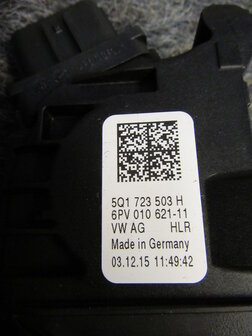 5Q1 723 503 H
6PV 010 621-11
VW AG HLR
Made in Germany
03.12.15 11:49:42